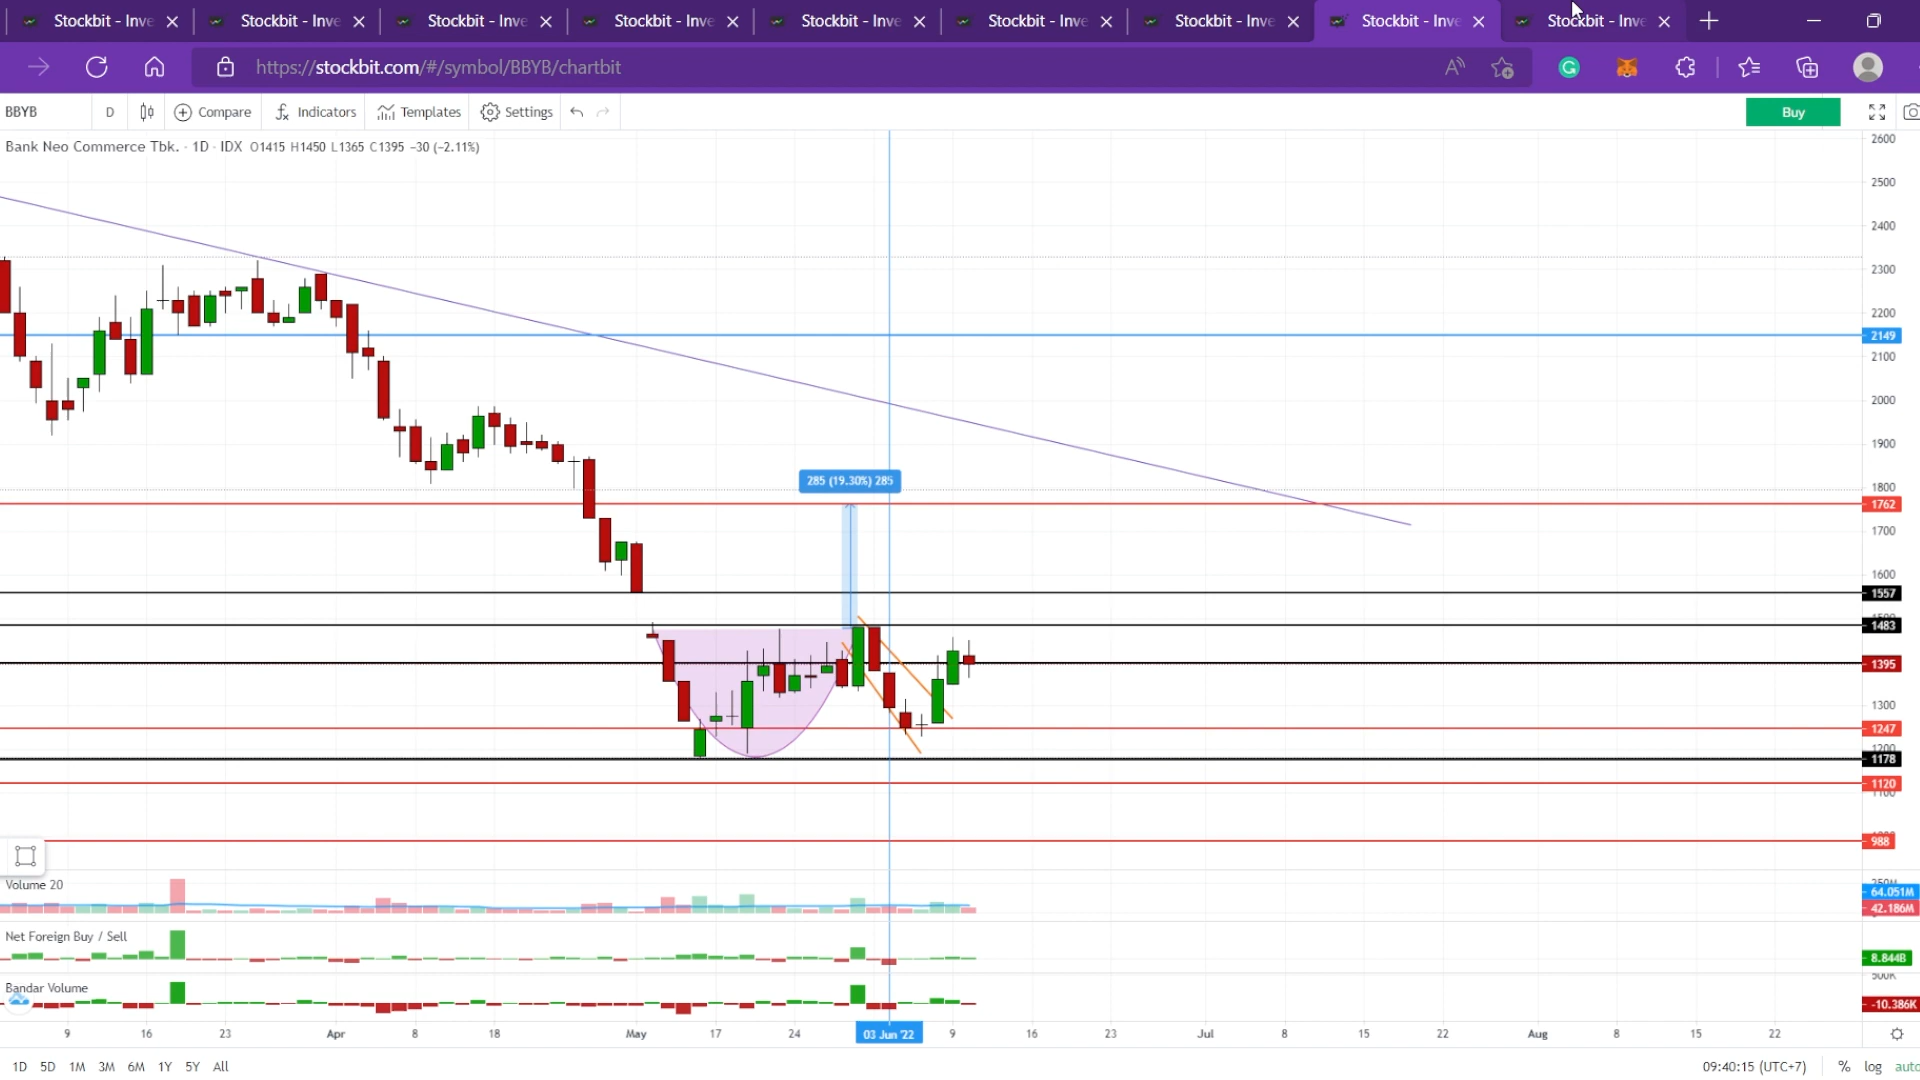 Stockbit - Inve Stockbit - Inve Stockbit - Inve Stockbit - Inve Stockbit - Inve Stockbit - Inve Stockbit - Inve Stockbit - Inve Stockbit - Inve
https://stockbit.com/#/symbol/BBYB/chartbit
BBYB D Compare Indicators Templates Settings Buy
Bank Neo Commerce Tbk. · 1D · IDX O1415 H1450 L1365 C1395 −30 (−2.11%)
2600
2500
2400
2300
2200
2149
2100
2000
1900
285 (19.30%) 285
1800
1762
1700
1600
1557
1483
1395
1300
1247
1200
1178
1120
1100
988
Volume 20
64.051M
42.186M
Net Foreign Buy / Sell
8.844B
500K
Bandar Volume
-10.386K
9 16 23 Apr 8 18 May 17 24 03 Jun '22 9 16 23 Jul 8 15 22 Aug 8 15 22
1D 5D 1M 3M 6M 1Y 5Y All 09:40:15 (UTC+7) % log auto